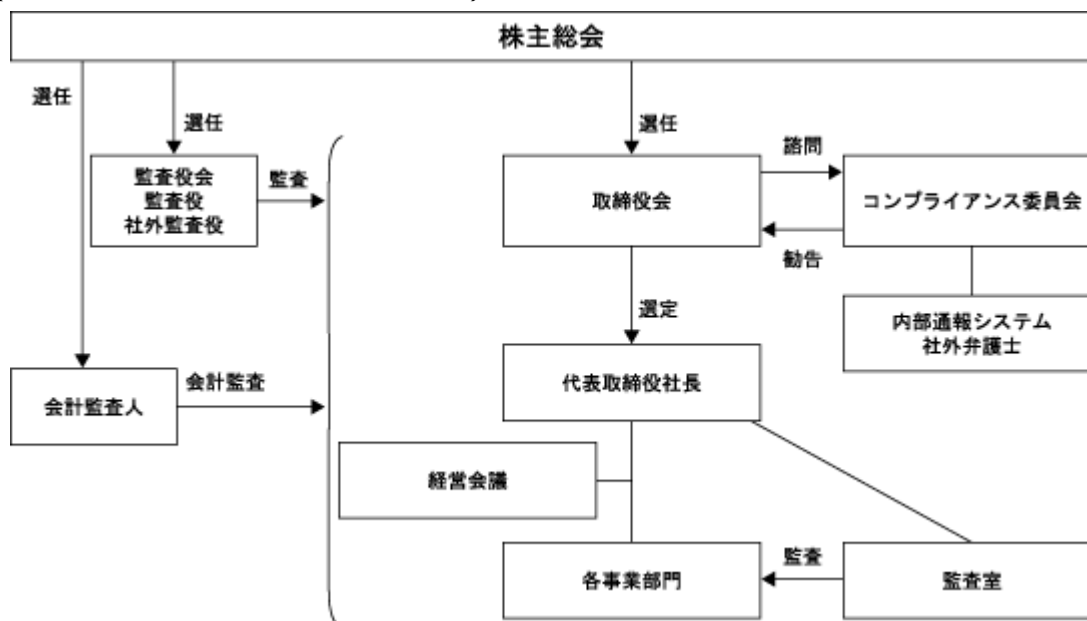 株主総会
選任
選任
選任
監査役会
監査役
社外監査役
監査
取締役会
諮問
勧告
コンプライアンス委員会
選定
内部通報システム
社外弁護士
会計監査人
会計監査
代表取締役社長
経営会議
各事業部門
監査
監査室